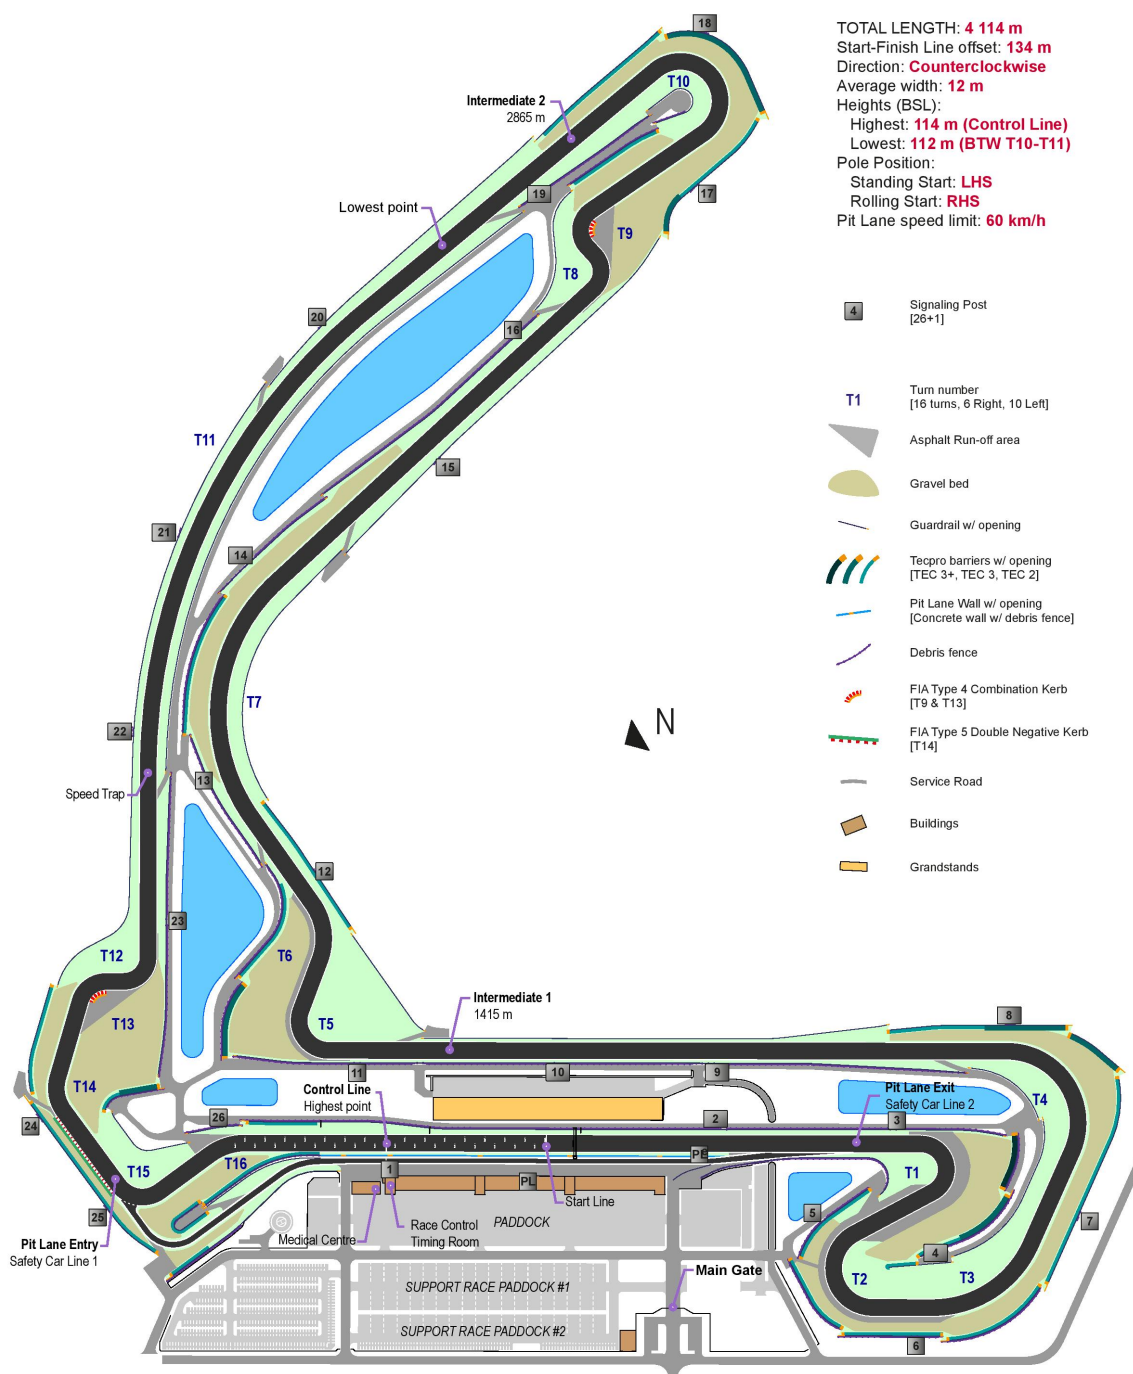 TOTAL LENGTH: 4 114 m
Start-Finish Line offset: 134 m
Direction: Counterclockwise
Average width: 12 m
Heights (BSL):
Highest: 114 m (Control Line)
Lowest: 112 m (BTW T10-T11)
Pole Position:
Standing Start: LHS
Rolling Start: RHS
Pit Lane speed limit: 60 km/h
4
Signaling Post
[26+1]
T1
Turn number
[16 turns, 6 Right, 10 Left]
Asphalt Run-off area
Gravel bed
Guardrail w/ opening
Tecpro barriers w/ opening
[TEC 3+, TEC 3, TEC 2]
Pit Lane Wall w/ opening
[Concrete wall w/ debris fence]
Debris fence
FIA Type 4 Combination Kerb
[T9 & T13]
FIA Type 5 Double Negative Kerb
[T14]
Service Road
Buildings
Grandstands
N
18
T10
Intermediate 2
2865 m
19
17
Lowest point
T9
T8
20
16
T11
15
21
14
T7
22
Speed Trap
13
12
23
T12
T6
Intermediate 1
1415 m
T13
T5
8
T14
11
10
9
Control Line
Highest point
Pit Lane Exit
Safety Car Line 2
T4
24
26
2
3
T15
T16
1
PE
T1
PL
Start Line
25
Pit Lane Entry
Safety Car Line 1
Medical Centre
Race Control
Timing Room
PADDOCK
5
7
4
Main Gate
T2
T3
SUPPORT RACE PADDOCK #1
SUPPORT RACE PADDOCK #2
6